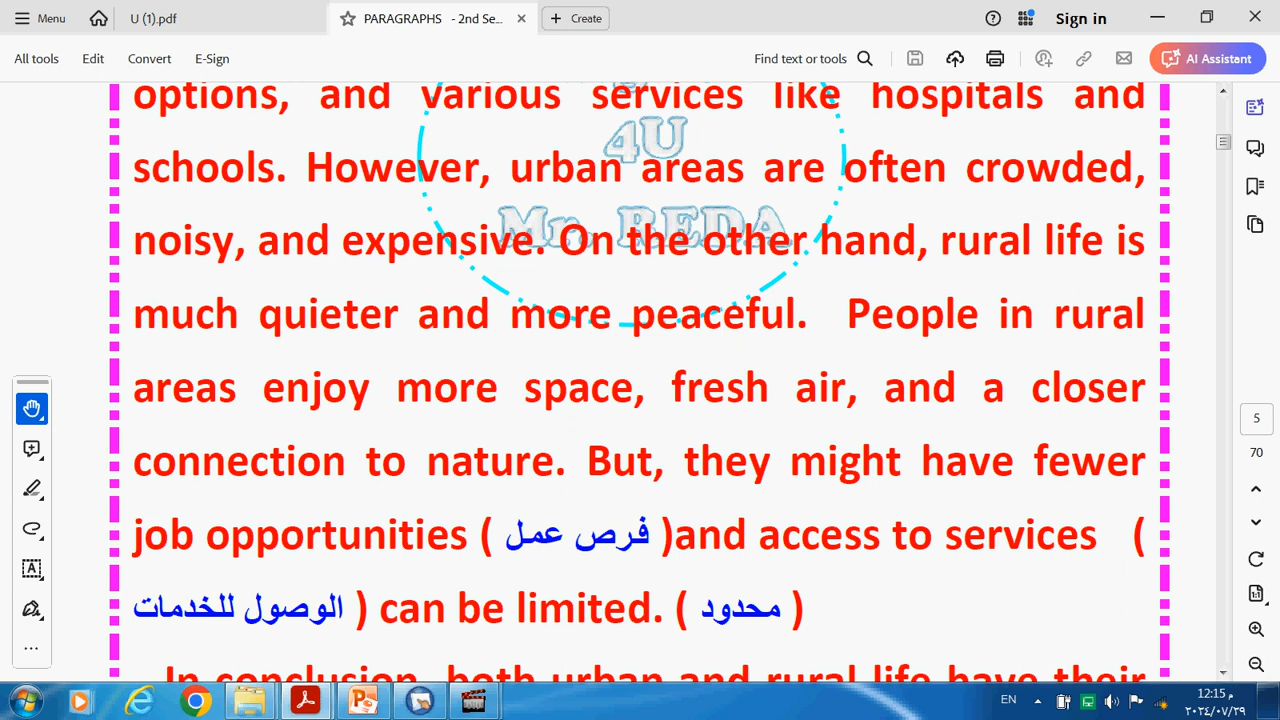 Menu
U (1).pdf
PARAGRAPHS - 2nd Se...
Create
Sign in
All tools
Edit
Convert
E-Sign
Find text or tools
AI Assistant
options, and various services like hospitals and
4U
schools. However, urban areas are often crowded,
Mr. REDA
noisy, and expensive. On the other hand, rural life is
much quieter and more peaceful. People in rural
areas enjoy more space, fresh air, and a closer
connection to nature. But, they might have fewer
job opportunities ( فرص عمل )and access to services (
الوصول للخدمات ) can be limited. ( محدود )
In conclusion, both urban and rural life have their
5
70
EN
12:15 م
٢٠٢٤/٠٧/٢٩